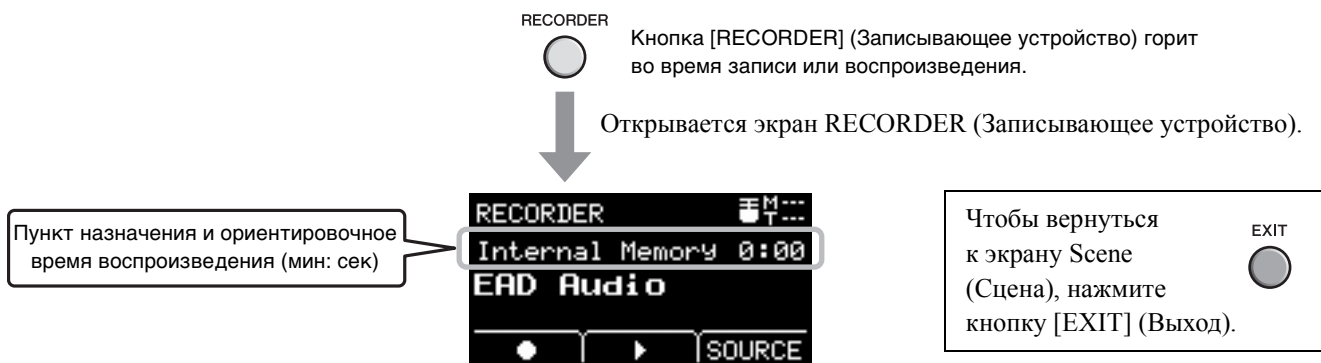 RECORDER
Кнопка [RECORDER] (Записывающее устройство) горит
во время записи или воспроизведения.
Открывается экран RECORDER (Записывающее устройство).
Пункт назначения и ориентировочное
время воспроизведения (мин: сек)
RECORDER M---
T---
Internal Memory 0:00
EAD Audio
SOURCE
Чтобы вернуться
к экрану Scene
(Сцена), нажмите
кнопку [EXIT] (Выход).
EXIT